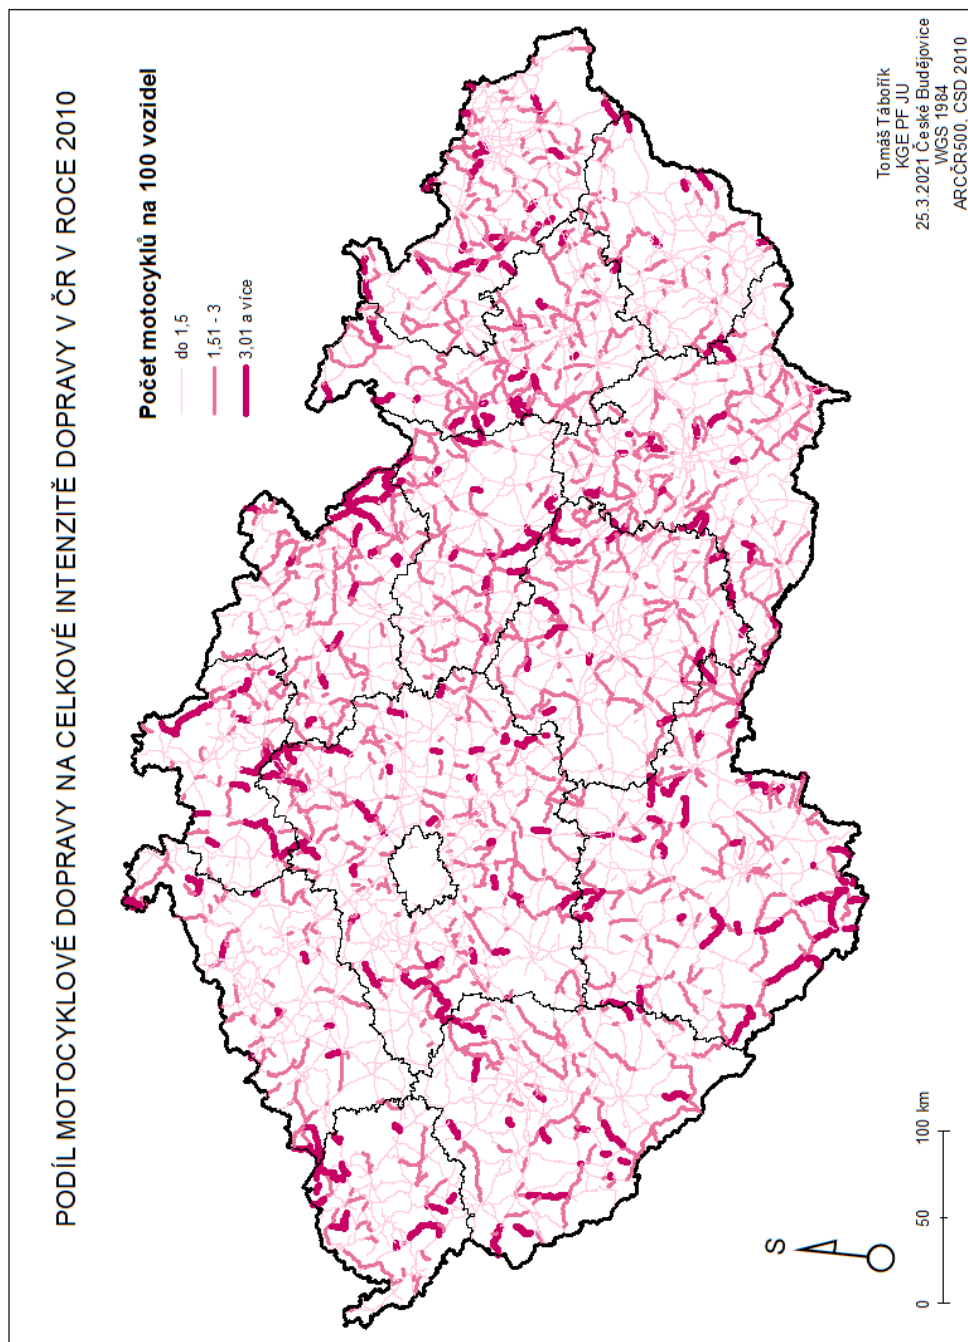 PODÍL MOTOCYKLOVÉ DOPRAVY NA CELKOVÉ INTENZITĚ DOPRAVY V ČR V ROCE 2010
Počet motocyklů na 100 vozidel
do 1,5
1,51 - 3
3,01 a více
S
0 50 100 km
Tomáš Tábořík
KGE PF JU
25.3.2021 České Budějovice
WGS 1984
ARCČR500, CSD 2010